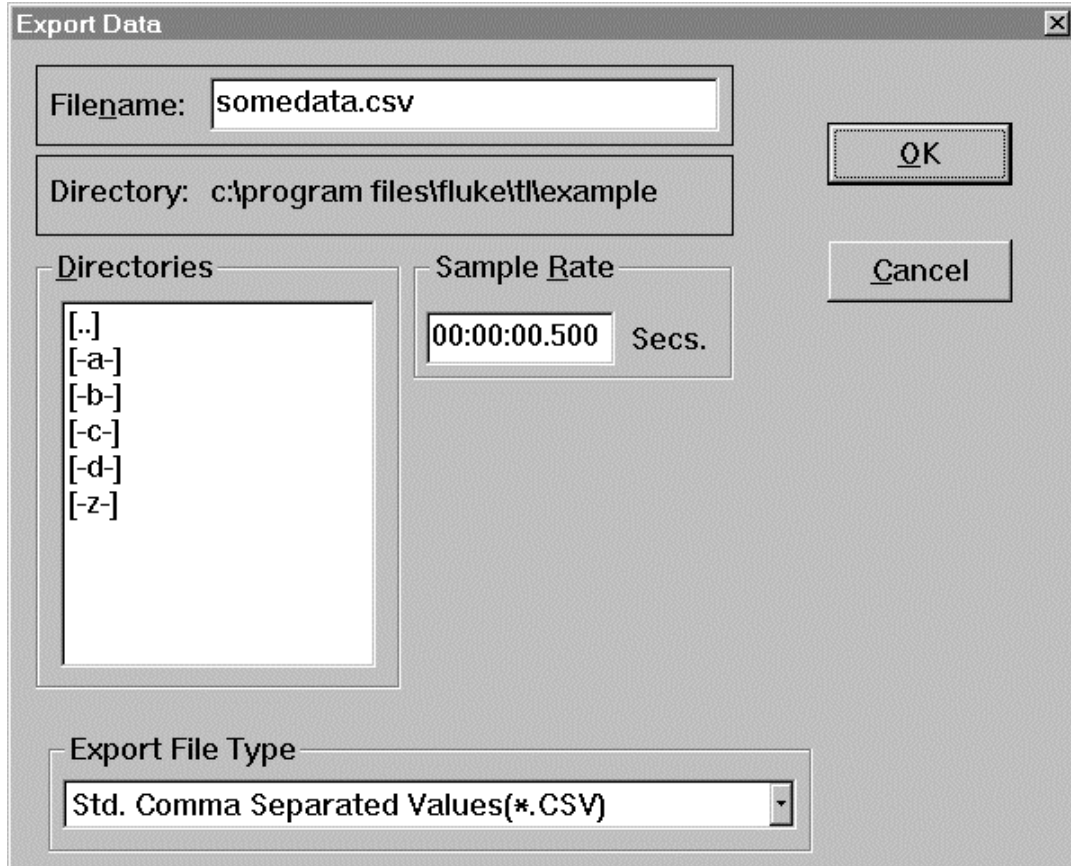 Export Data
Filename: somedata.csv
OK
Directory: c:\program files\fluke\tl\example
Cancel
Directories
[..]
[-a-]
[-b-]
[-c-]
[-d-]
[-z-]
Sample Rate
00:00:00.500 Secs.
Export File Type
Std. Comma Separated Values(*.CSV)